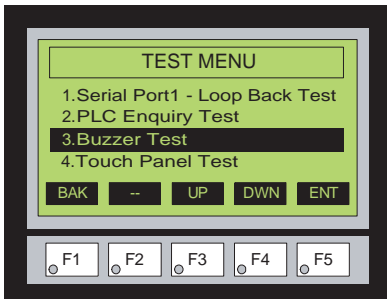 TEST MENU
1.Serial Port1 - Loop Back Test
2.PLC Enquiry Test
3.Buzzer Test
4.Touch Panel Test
BAK -- UP DWN ENT
F1 F2 F3 F4 F5